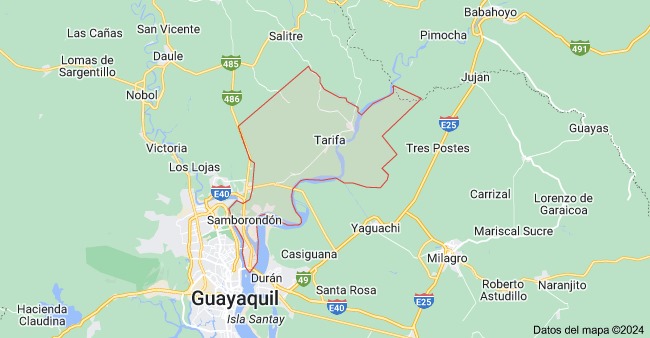 Babahoyo
Las Cañas
San Vicente
Salitre
Pimocha
491
Lomas de
Sargentillo
Daule
485
Jujan
Nobol
486
E25
Guayas
Tarifa
Victoria
Tres Postes
Los Lojas
E40
Carrizal
Lorenzo de
Garaicoa
Samborondón
Yaguachi
Mariscal Sucre
Casiguana
Milagro
Durán
49
Roberto
Astudillo
Naranjito
Santa Rosa
Guayaquil
E40
E25
Hacienda
Claudina
Isla Santay
Datos del mapa ©2024